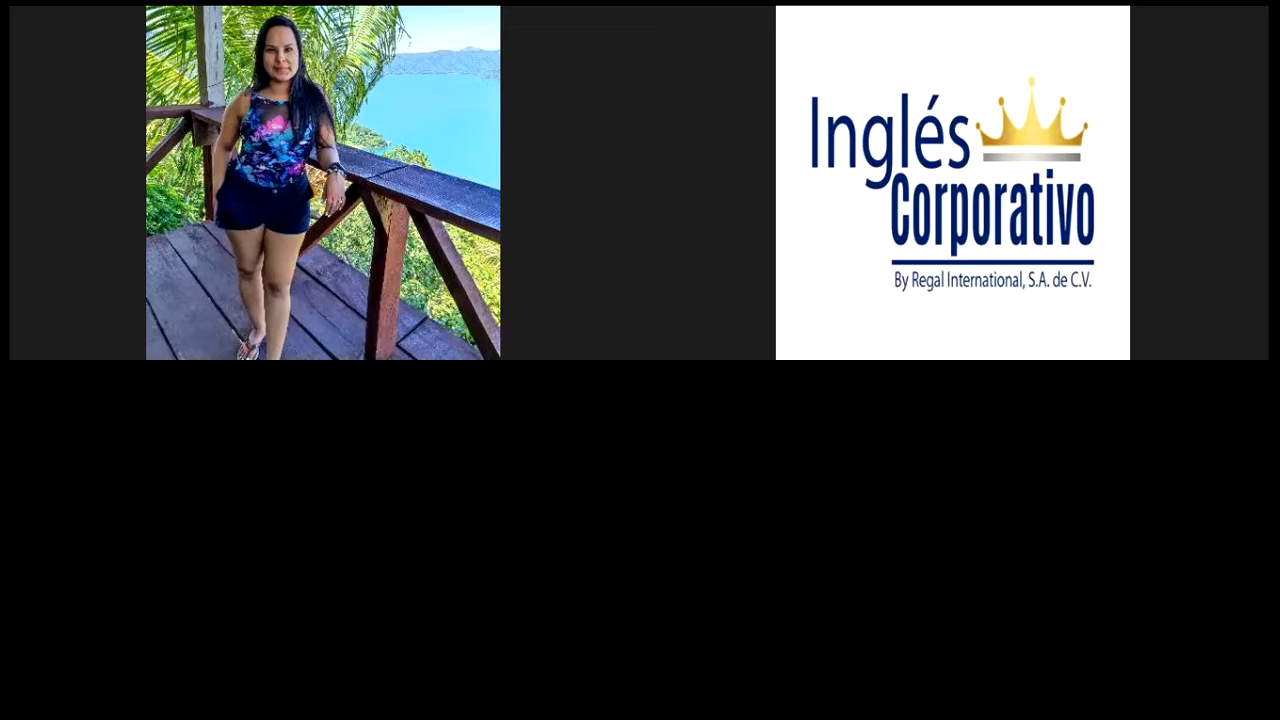 Inglés
Corporativo
By Regal International, S.A. de C.V.